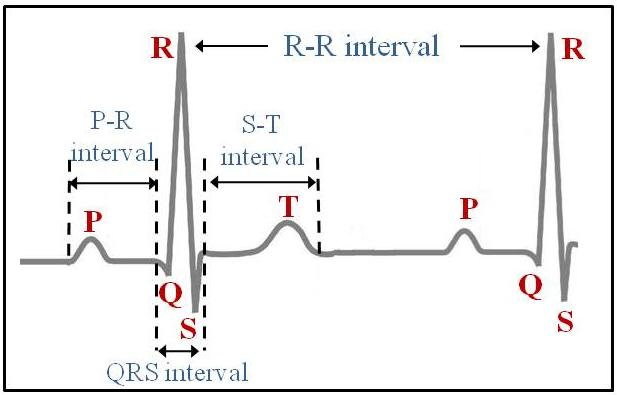 R
R-R interval
R
P-R
interval
S-T
interval
P
T
P
Q
S
Q
S
QRS interval